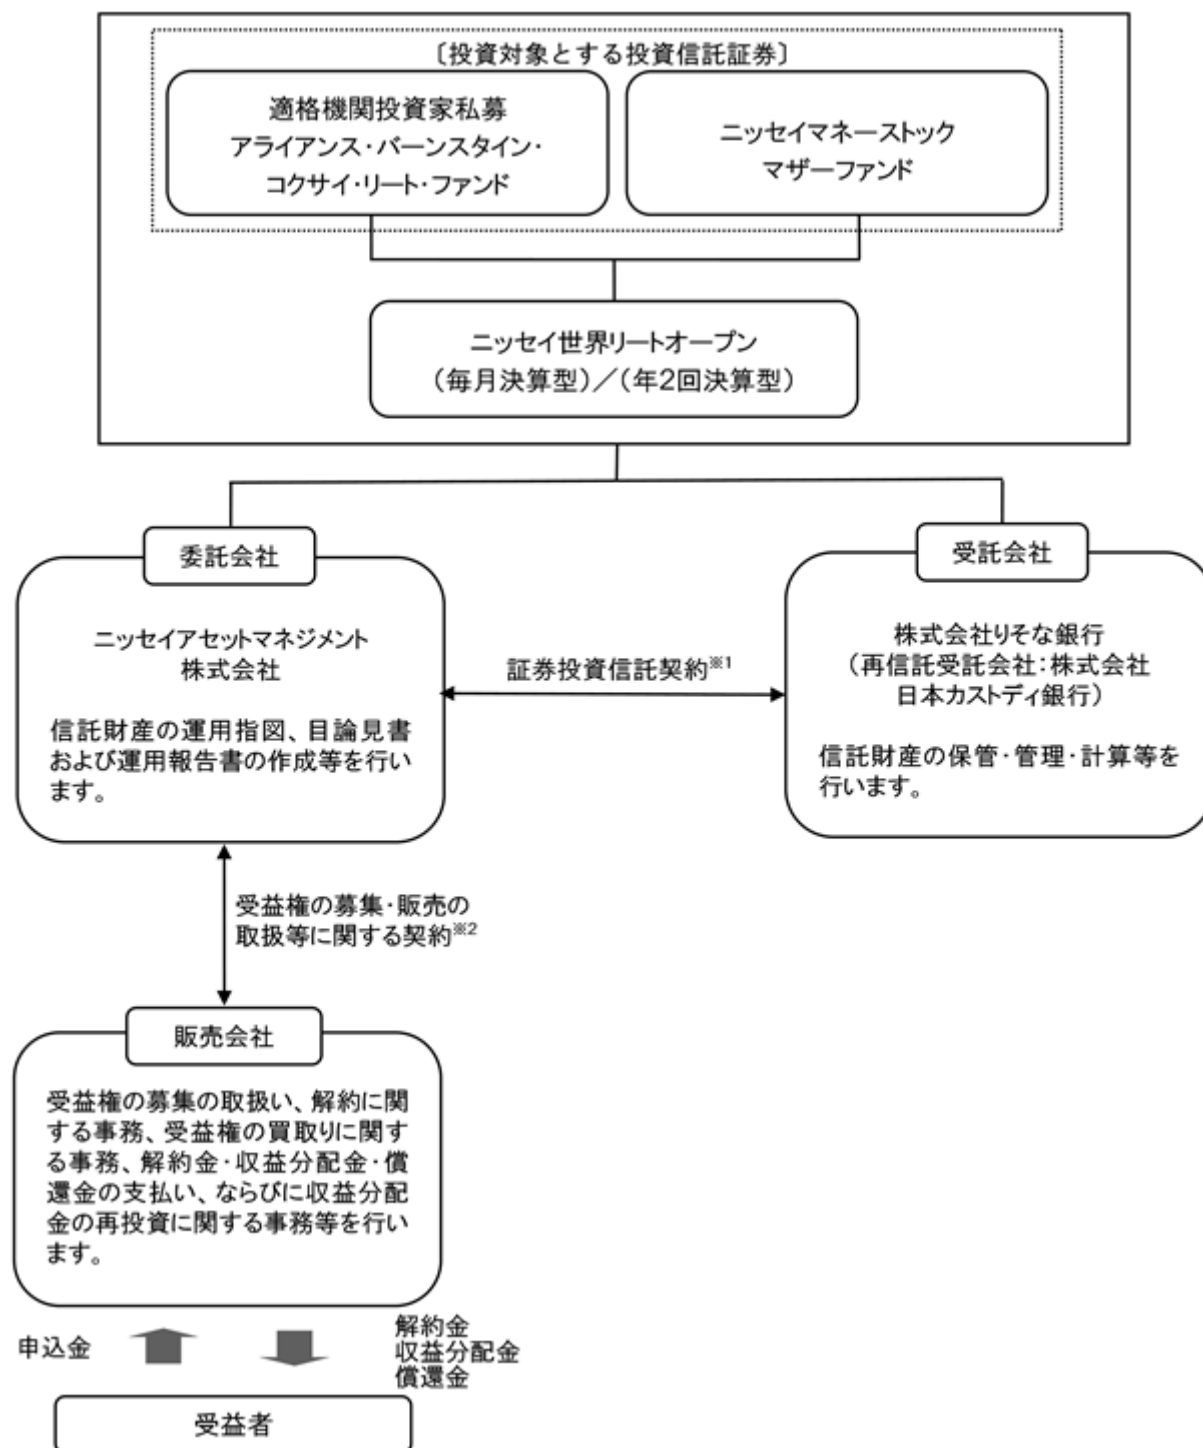 〔投資対象とする投資信託証券〕
適格機関投資家私募
アライアンス・バーンスタイン・
コクサイ・リート・ファンド
ニッセイマネーストック
マザーファンド
ニッセイ世界リートオープン
（毎月決算型）／（年2回決算型）
委託会社
ニッセイアセットマネジメント
株式会社
信託財産の運用指図、目論見書
および運用報告書の作成等を行い
ます。
証券投資信託契約※1
受託会社
株式会社りそな銀行
（再信託受託会社：株式会社
日本カストディ銀行）
信託財産の保管・管理・計算等を
行います。
受益権の募集・販売の
取扱等に関する契約※2
販売会社
受益権の募集の取扱い、解約に関
する事務、受益権の買取りに関す
る事務、解約金・収益分配金・償
還金の支払い、ならびに収益分配
金の再投資に関する事務等を行い
ます。
申込金
解約金
収益分配金
償還金
受益者